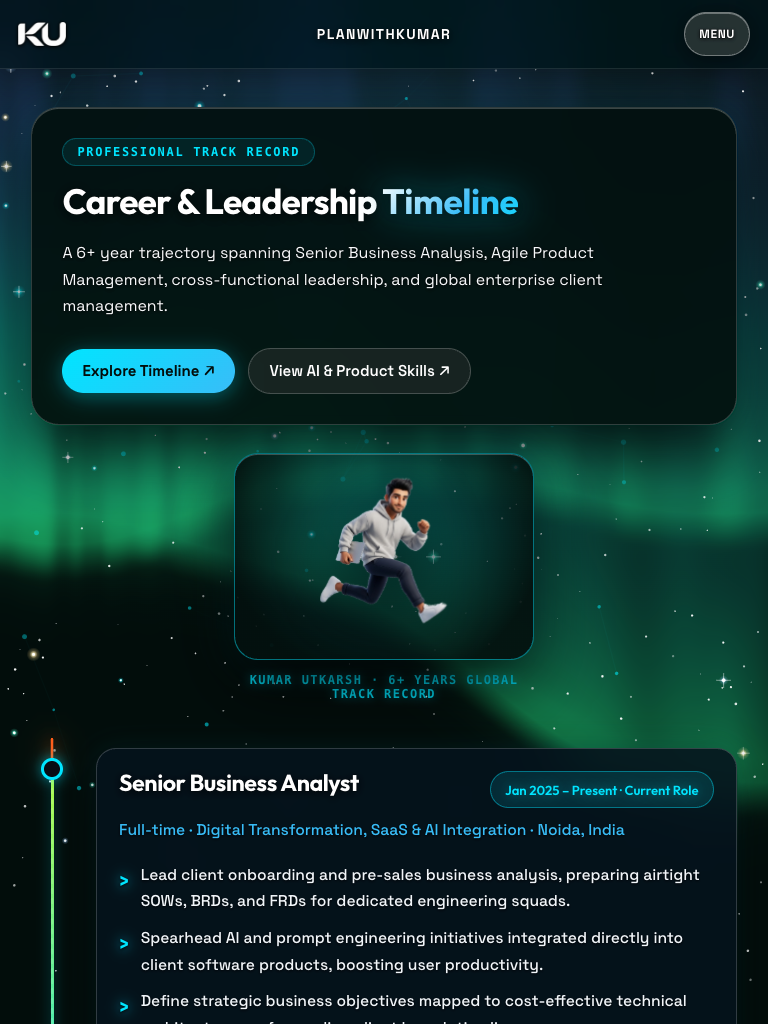 KU
PLANWITHKUMAR
MENU
PROFESSIONAL TRACK RECORD
Career & Leadership Timeline
A 6+ year trajectory spanning Senior Business Analysis, Agile Product
Management, cross-functional leadership, and global enterprise client
management.
Explore Timeline ↗
View AI & Product Skills ↗
KUMAR UTKARSH · 6+ YEARS GLOBAL
TRACK RECORD
Senior Business Analyst
Jan 2025 – Present · Current Role
Full-time · Digital Transformation, SaaS & AI Integration · Noida, India
> Lead client onboarding and pre-sales business analysis, preparing airtight
SOWs, BRDs, and FRDs for dedicated engineering squads.
> Spearhead AI and prompt engineering initiatives integrated directly into
client software products, boosting user productivity.
> Define strategic business objectives mapped to cost-effective technical